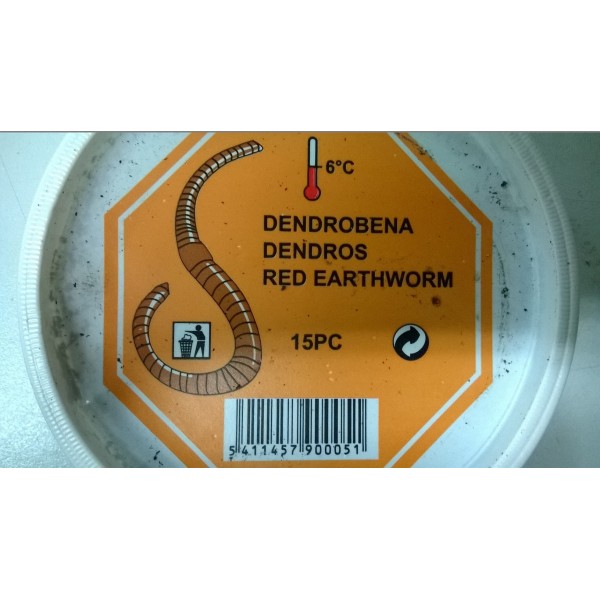 6°C
DENDROBENA
DENDROS
RED EARTHWORM
15PC
5 411457 900051